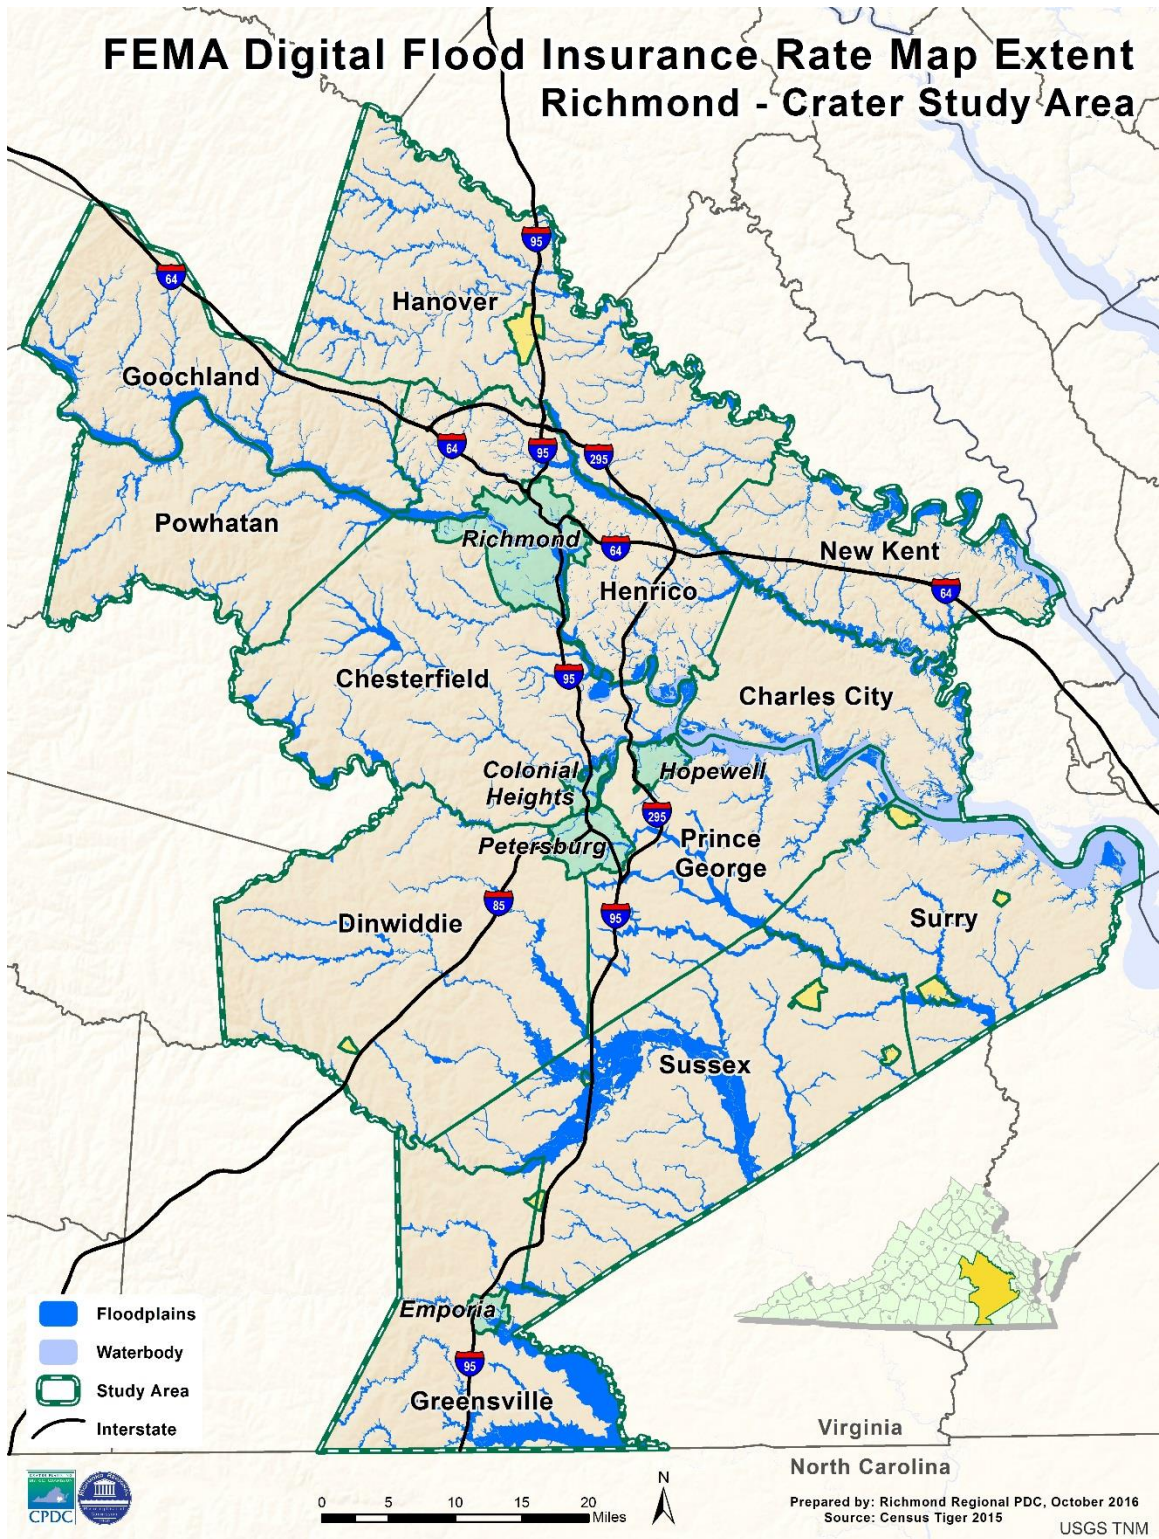 FEMA Digital Flood Insurance Rate Map Extent
Richmond - Crater Study Area
95
64
Hanover
Goochland
64
95
295
Powhatan
Richmond
64
New Kent
Henrico
64
Chesterfield
95
Charles City
Colonial
Heights
Hopewell
295
Petersburg
Prince
George
85
95
Dinwiddie
Surry
Sussex
Emporia
95
Greensville
Floodplains
Waterbody
Study Area
Interstate
Virginia
North Carolina
CPDC
0 5 10 15 20
Miles
N
Prepared by: Richmond Regional PDC, October 2016
Source: Census Tiger 2015
USGS TNM